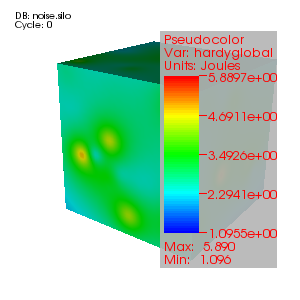 DB: noise.silo
Cycle: 0
Pseudocolor
Var: hardyglobal
Units: Joules
5.8897e+00
4.6911e+00
3.4926e+00
2.2941e+00
1.0955e+00
Max: 5.890
Min: 1.096